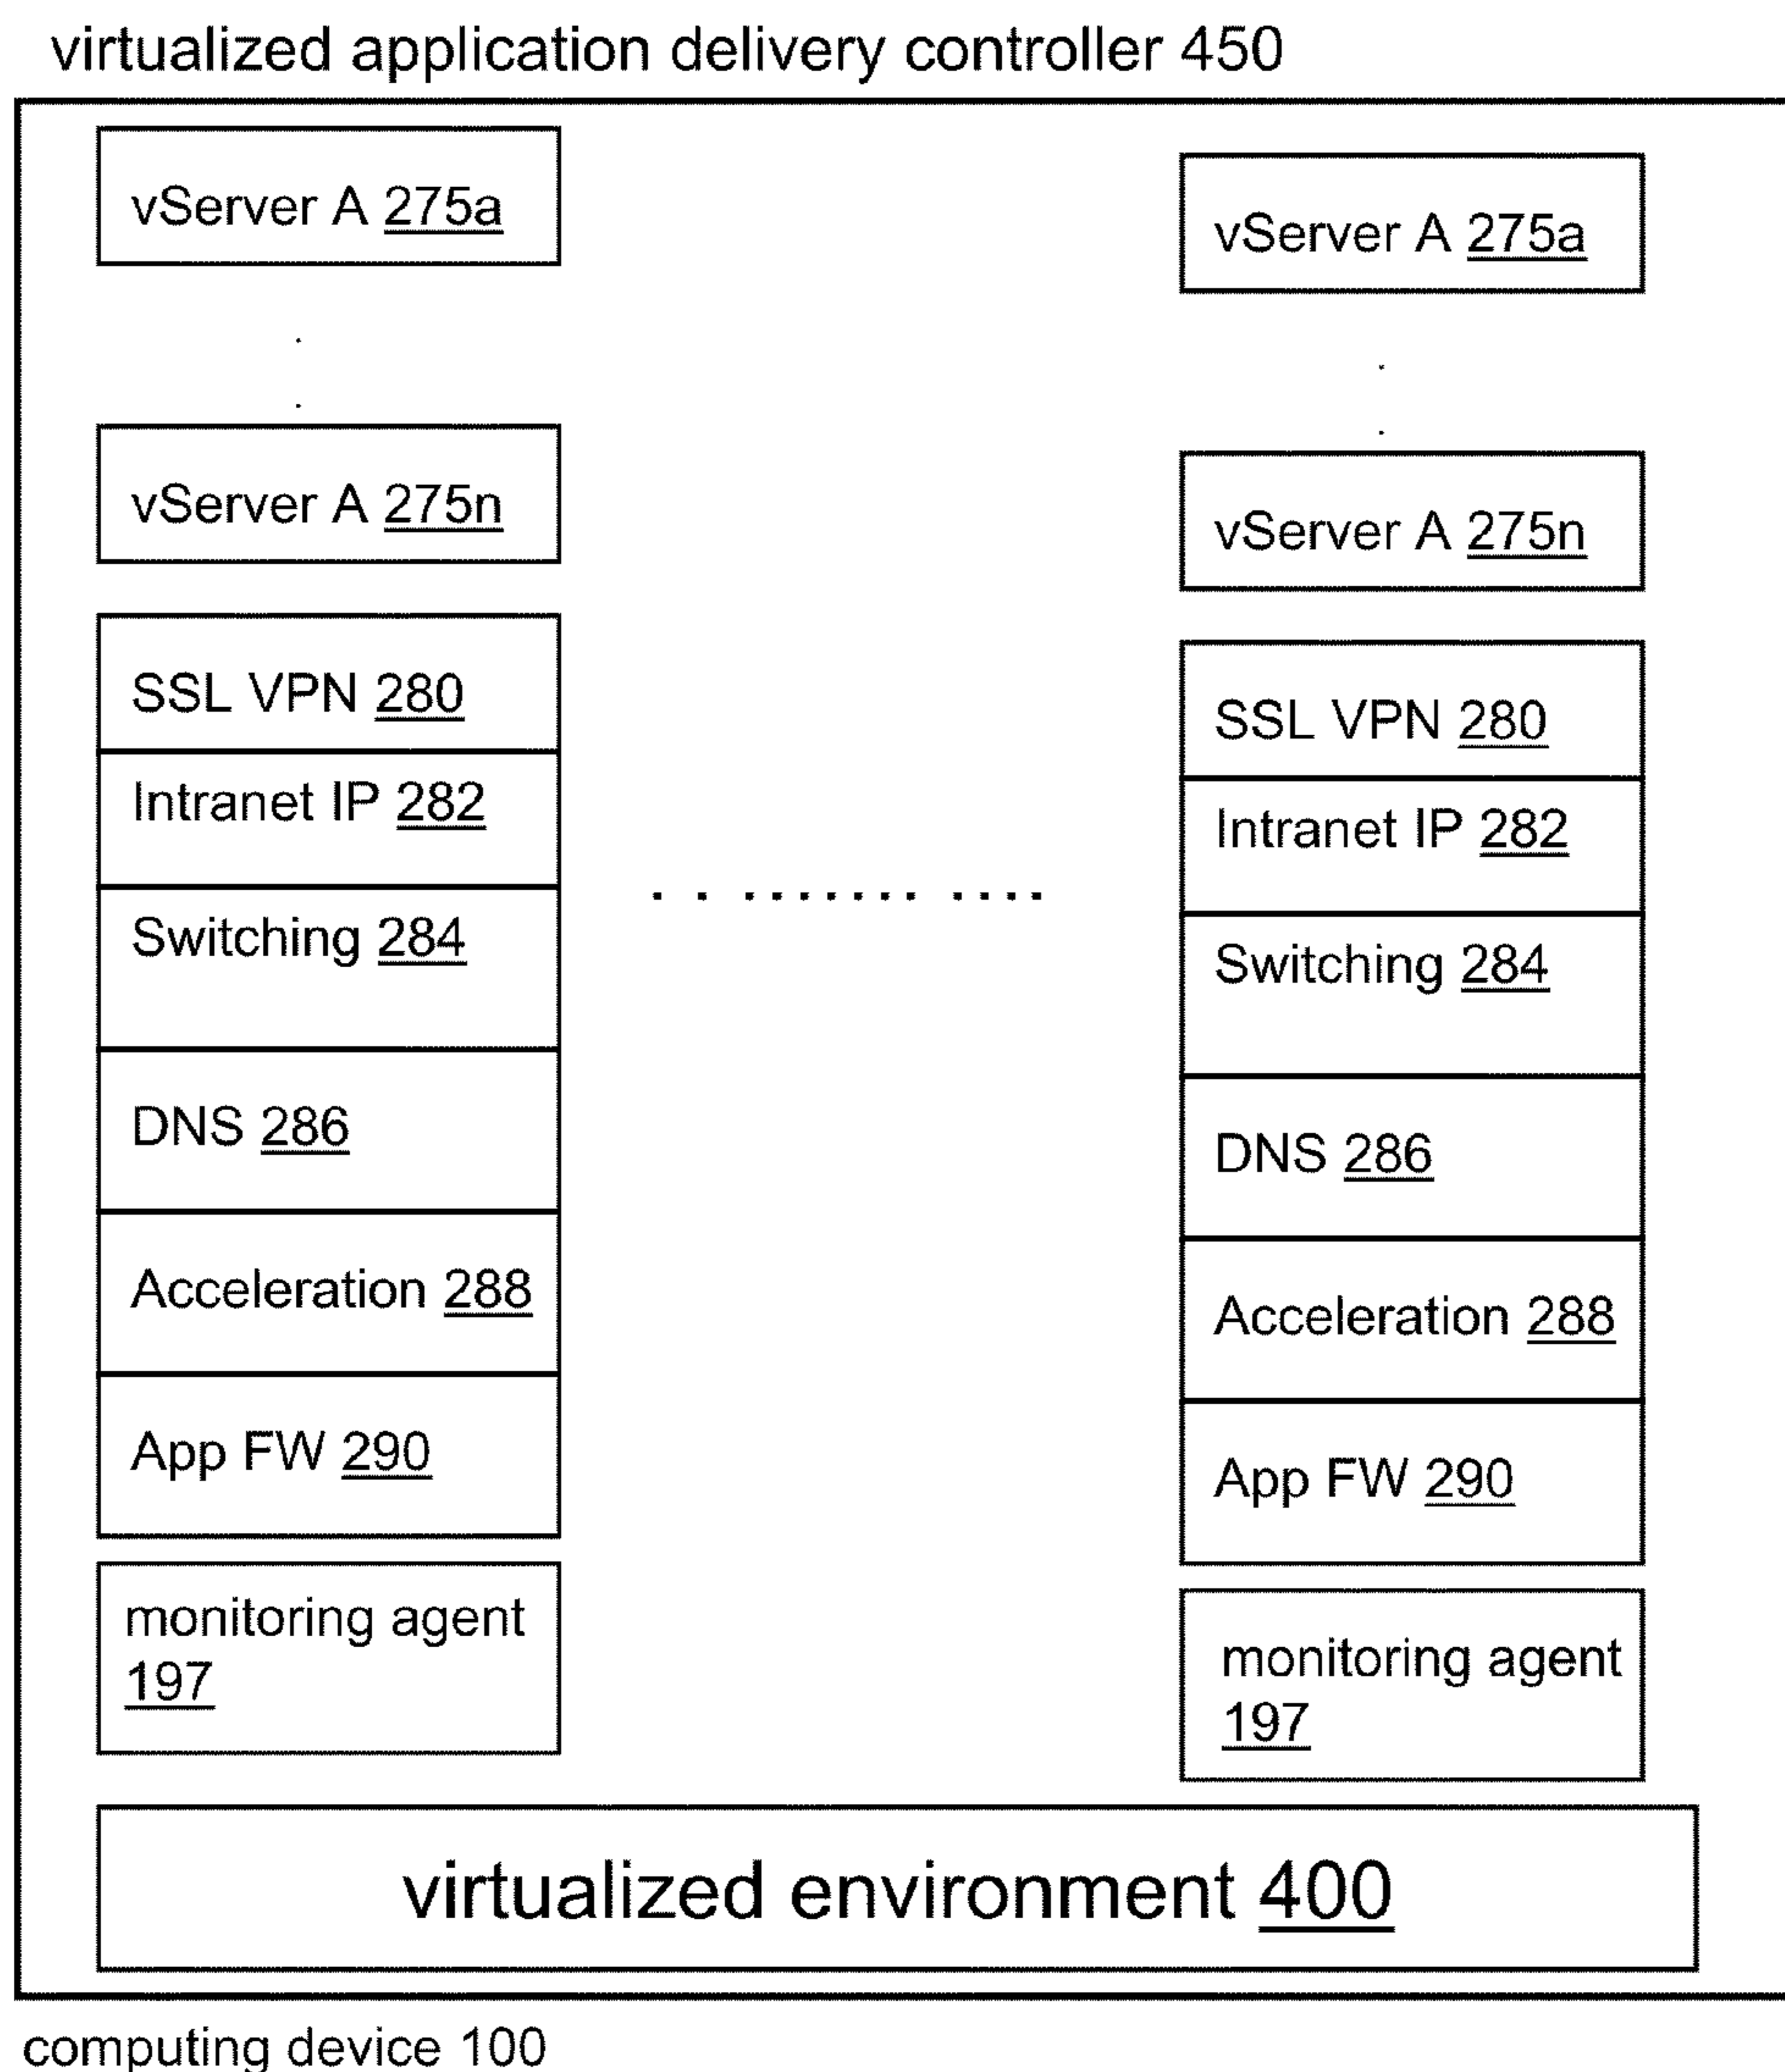 virtualized application delivery controller 450
vServer A 275a
vServer A 275n
SSL VPN 280
Intranet IP 282
Switching 284
DNS 286
Acceleration 288
App FW 290
monitoring agent
197
vServer A 275a
vServer A 275n
SSL VPN 280
Intranet IP 282
Switching 284
DNS 286
Acceleration 288
App FW 290
monitoring agent
197
virtualized environment 400
computing device 100